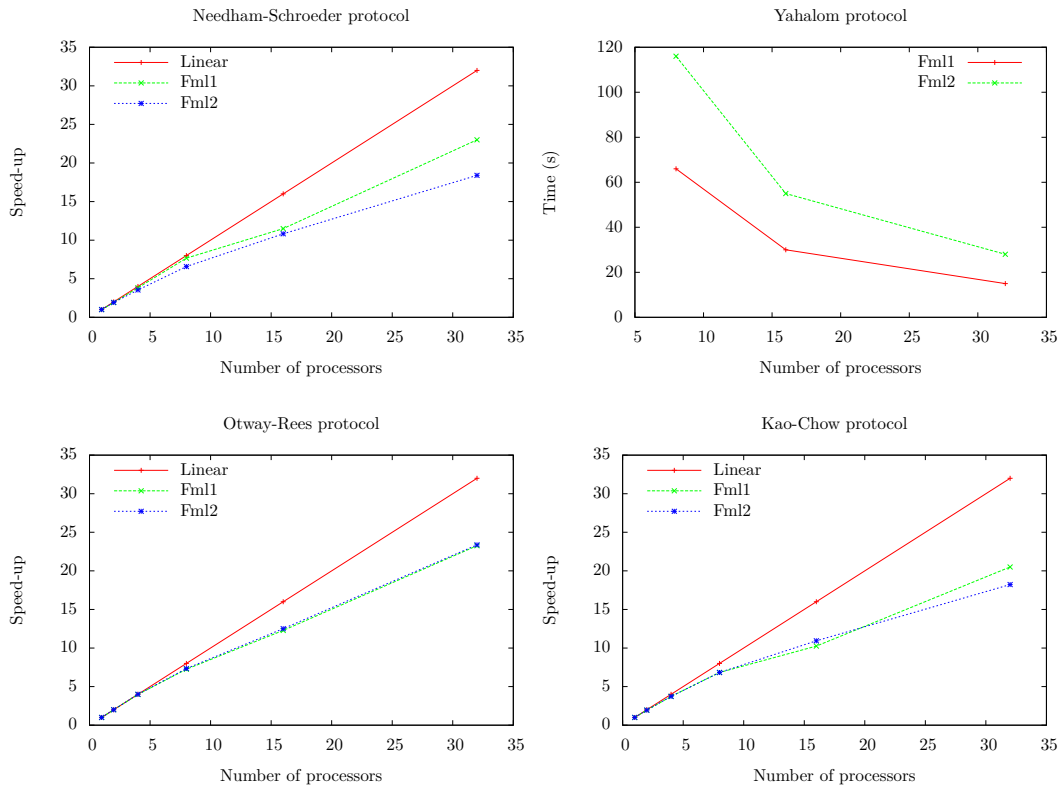 Needham-Schroeder protocol
35
30
25
20
15
10
5
0
Speed-up
Linear
Fml1
Fml2
0 5 10 15 20 25 30 35
Number of processors
Yahalom protocol
120
100
80
60
40
20
0
Time (s)
Fml1
Fml2
5 10 15 20 25 30 35
Number of processors
Otway-Rees protocol
35
30
25
20
15
10
5
0
Speed-up
Linear
Fml1
Fml2
0 5 10 15 20 25 30 35
Number of processors
Kao-Chow protocol
35
30
25
20
15
10
5
0
Speed-up
Linear
Fml1
Fml2
0 5 10 15 20 25 30 35
Number of processors